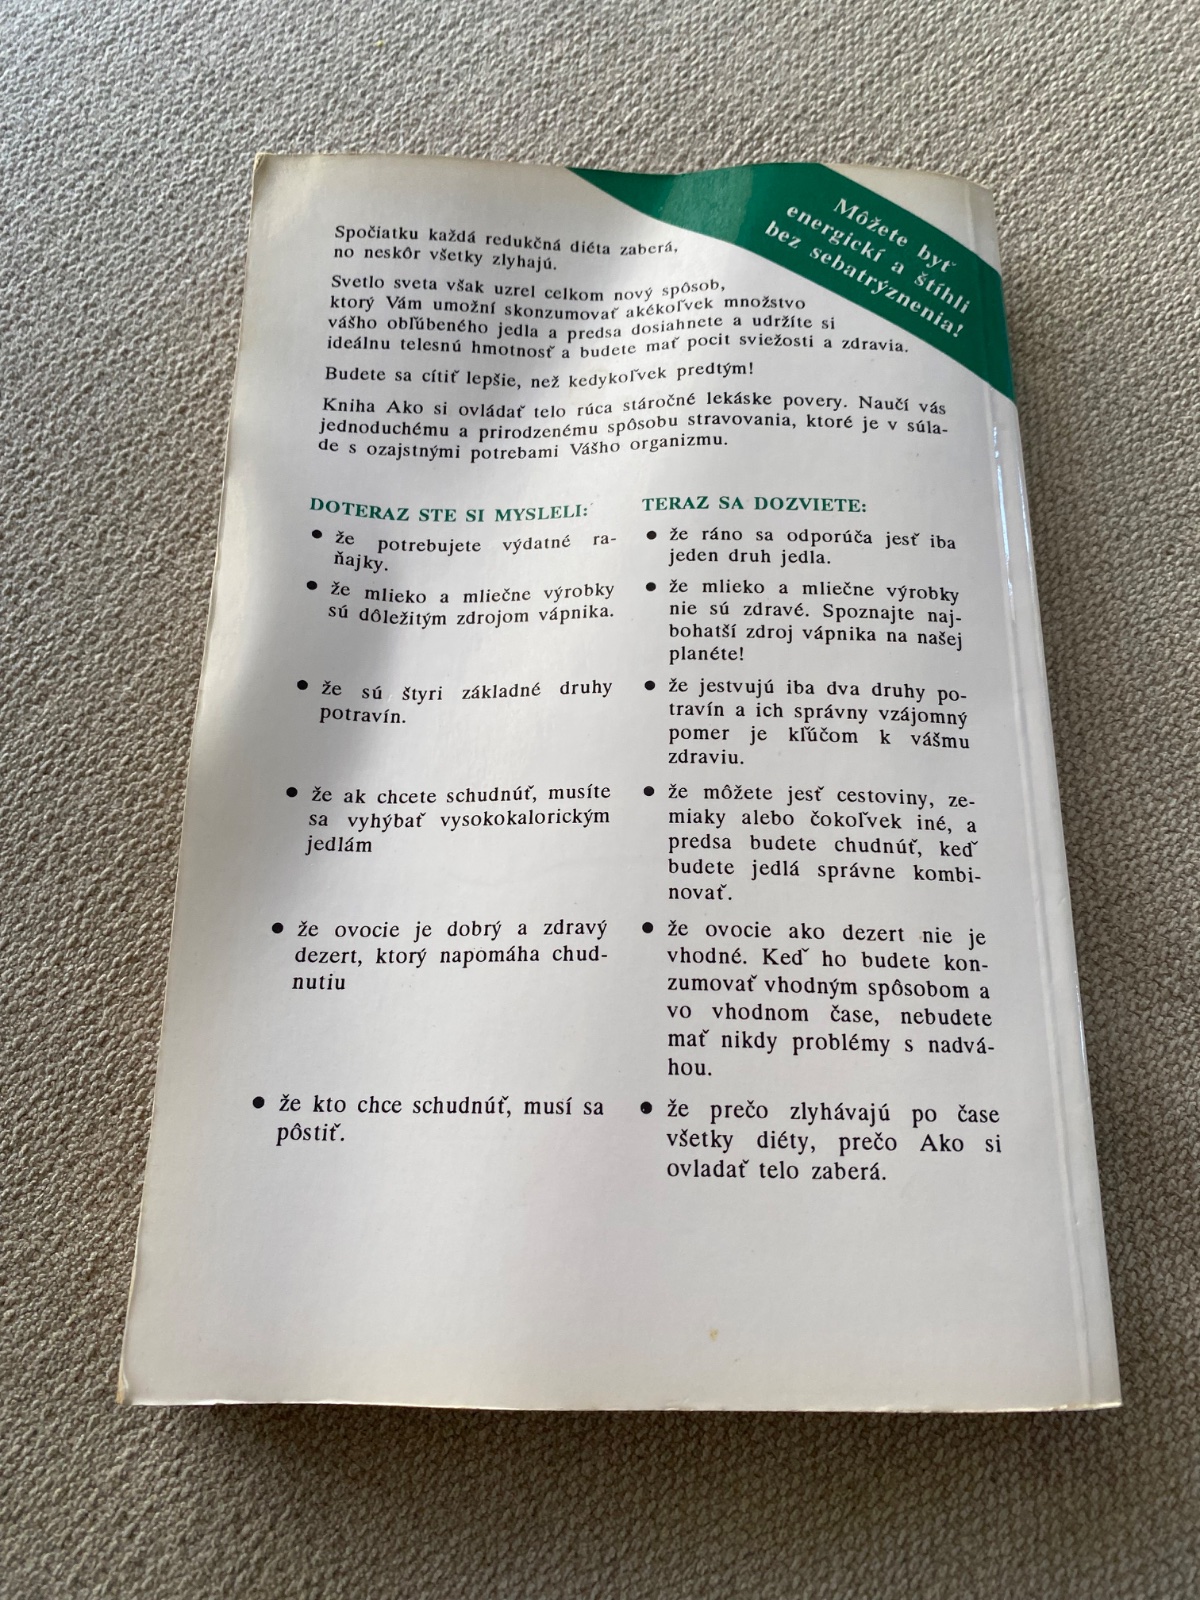 Môžete byť
energickí a štíhli
bez sebatrýznenia!
Spočiatku každá redukčná diéta zaberá,
no neskôr všetky zlyhajú.
Svetlo sveta však uzrel celkom nový spôsob,
ktorý Vám umožní skonzumovať akékoľvek množstvo
vášho obľúbeného jedla a predsa dosiahnete a udržíte si
ideálnu telesnú hmotnosť a budete mať pocit sviežosti a zdravia.
Budete sa cítiť lepšie, než kedykoľvek predtým!
Kniha Ako si ovládať telo rúca stáročné lekáske povery. Naučí vás
jednoduchému a prirodzenému spôsobu stravovania, ktoré je v súla-
de s ozajstnými potrebami Vášho organizmu.
DOTERAZ STE SI MYSLELI:
• že potrebujete výdatné ra-
ňajky.
• že mlieko a mliečne výrobky
sú dôležitým zdrojom vápnika.
• že sú štyri základné druhy
potravín.
• že ak chcete schudnúť, musíte
sa vyhýbať vysokokalorickým
jedlám
• že ovocie je dobrý a zdravý
dezert, ktorý napomáha chud-
nutiu
• že kto chce schudnúť, musí sa
pôstiť.
TERAZ SA DOZVIETE:
• že ráno sa odporúča jesť iba
jeden druh jedla.
• že mlieko a mliečne výrobky
nie sú zdravé. Spoznajte naj-
bohatší zdroj vápnika na našej
planéte!
• že jestvujú iba dva druhy po-
travín a ich správny vzájomný
pomer je kľúčom k vášmu
zdraviu.
• že môžete jesť cestoviny, ze-
miaky alebo čokoľvek iné, a
predsa budete chudnúť, keď
budete jedlá správne kombi-
novať.
• že ovocie ako dezert nie je
vhodné. Keď ho budete kon-
zumovať vhodným spôsobom a
vo vhodnom čase, nebudete
mať nikdy problémy s nadvá-
hou.
• že prečo zlyhávajú po čase
všetky diéty, prečo Ako si
ovladať telo zaberá.